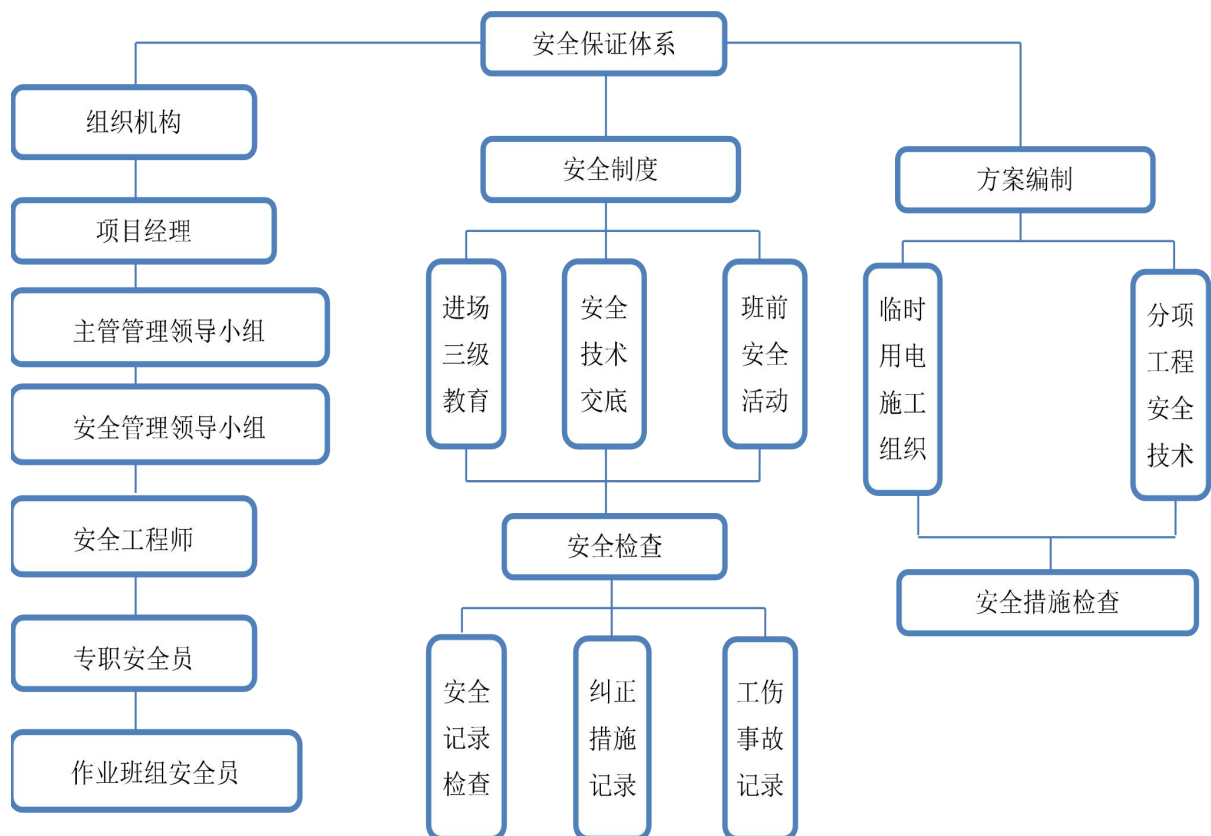 安全保证体系
组织机构
项目经理
主管管理领导小组
安全管理领导小组
安全工程师
专职安全员
作业班组安全员
安全制度
进场
三级
教育
安全
技术
交底
班前
安全
活动
安全检查
安全
记录
检查
纠正
措施
记录
工伤
事故
记录
方案编制
临时
用电
施工
组织
分项
工程
安全
技术
安全措施检查